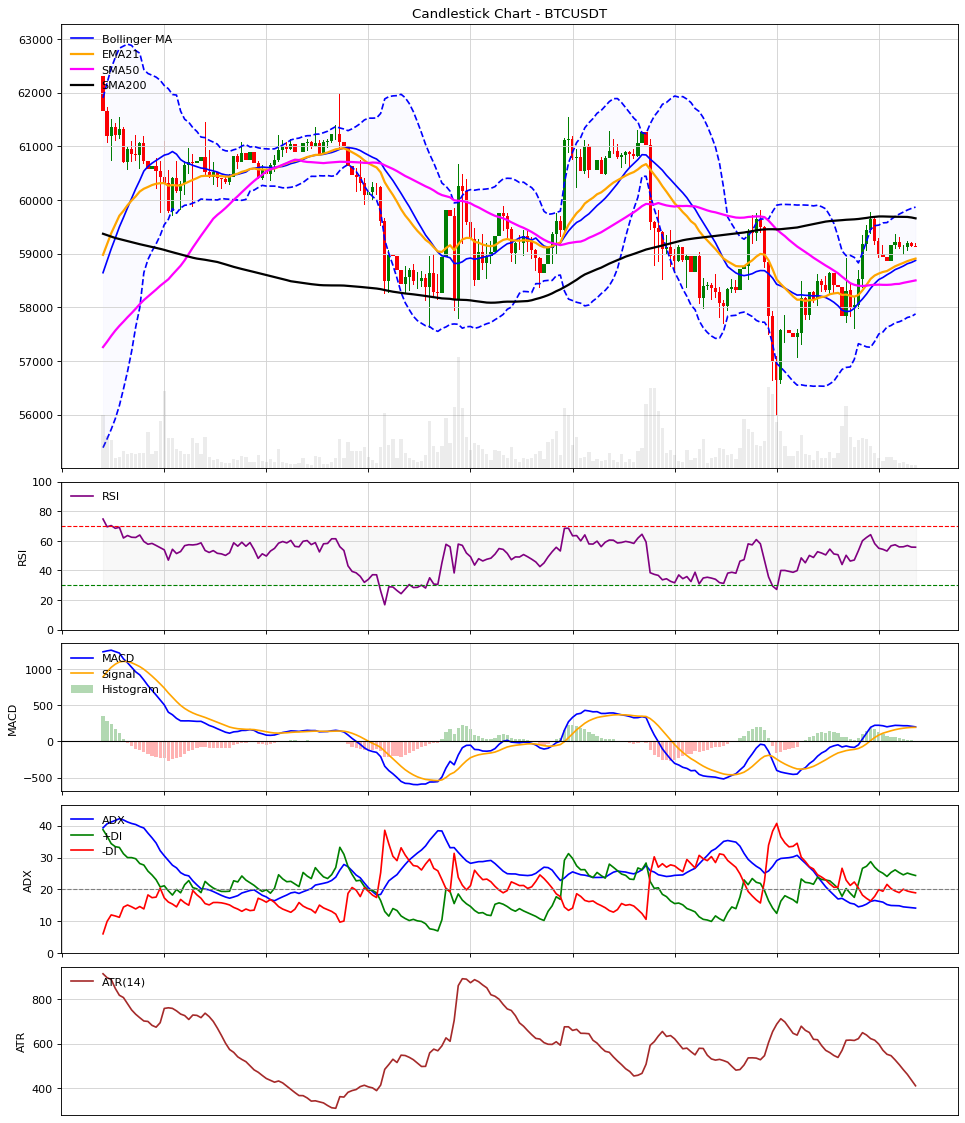 Candlestick Chart - BTCUSDT
63000
62000
61000
60000
59000
58000
57000
56000
Bollinger MA
EMA21
SMA50
SMA200
100
80
60
40
20
0
RSI
RSI
1000
500
0
−500
MACD
MACD
Signal
Histogram
40
30
20
10
0
ADX
ADX
+DI
-DI
800
600
400
ATR
ATR(14)